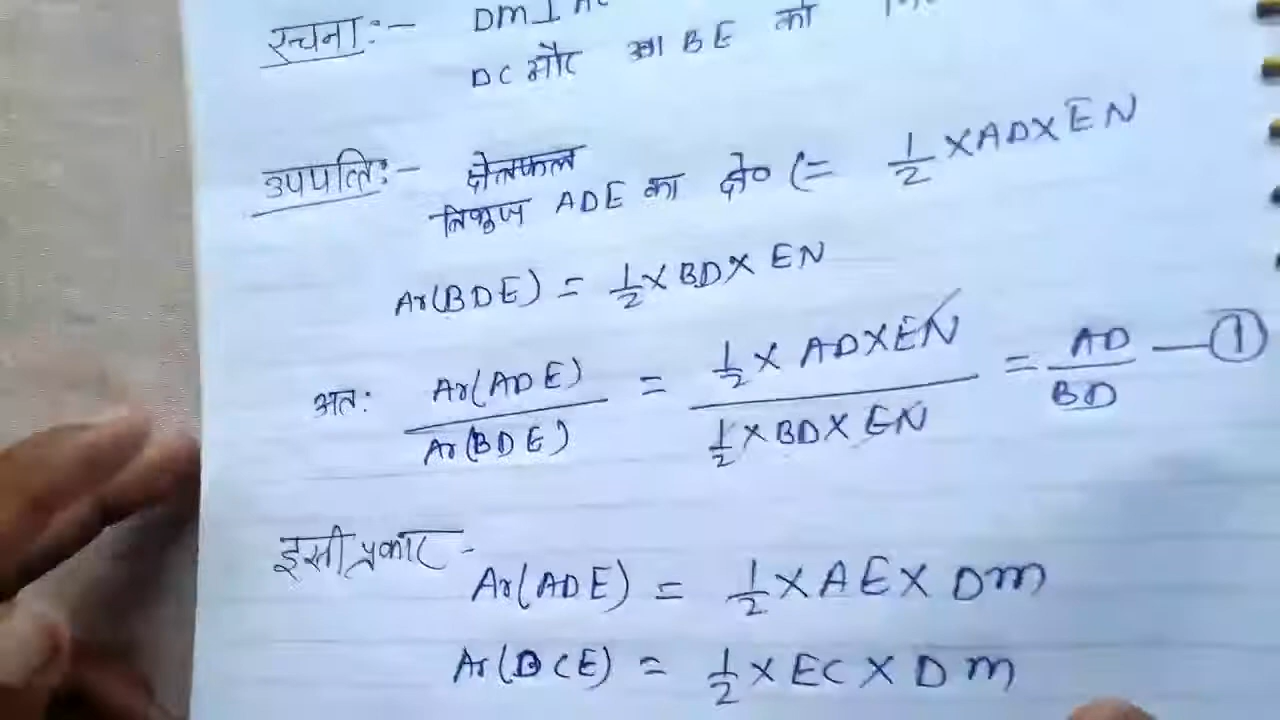 रचना:- DM⊥
DC और BE को
उपपत्ति:- क्षेत्रफल
त्रिभुज ADE का क्षे० (= 1/2 × AD × EN
Ar(BDE) = 1/2 × BD × EN
अतः Ar(ADE)/Ar(BDE) = (1/2 × AD × EN)/(1/2 × BD × EN) = AD/BD — ①
इसी प्रकार -
Ar(ADE) = 1/2 × AE × DM
Ar(DCE) = 1/2 × EC × DM